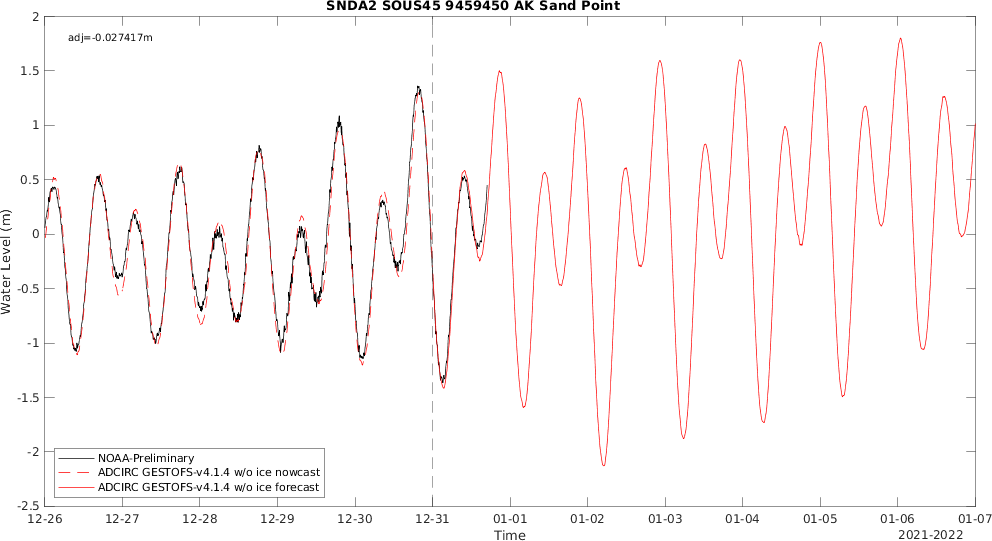 SNDA2 SOUS45 9459450 AK Sand Point
adj=-0.027417m
2
1.5
1
0.5
0
-0.5
-1
-1.5
-2
-2.5
Water Level (m)
NOAA-Preliminary
ADCIRC GESTOFS-v4.1.4 w/o ice nowcast
ADCIRC GESTOFS-v4.1.4 w/o ice forecast
12-26 12-27 12-28 12-29 12-30 12-31 01-01 01-02 01-03 01-04 01-05 01-06 01-07
Time
2021-2022